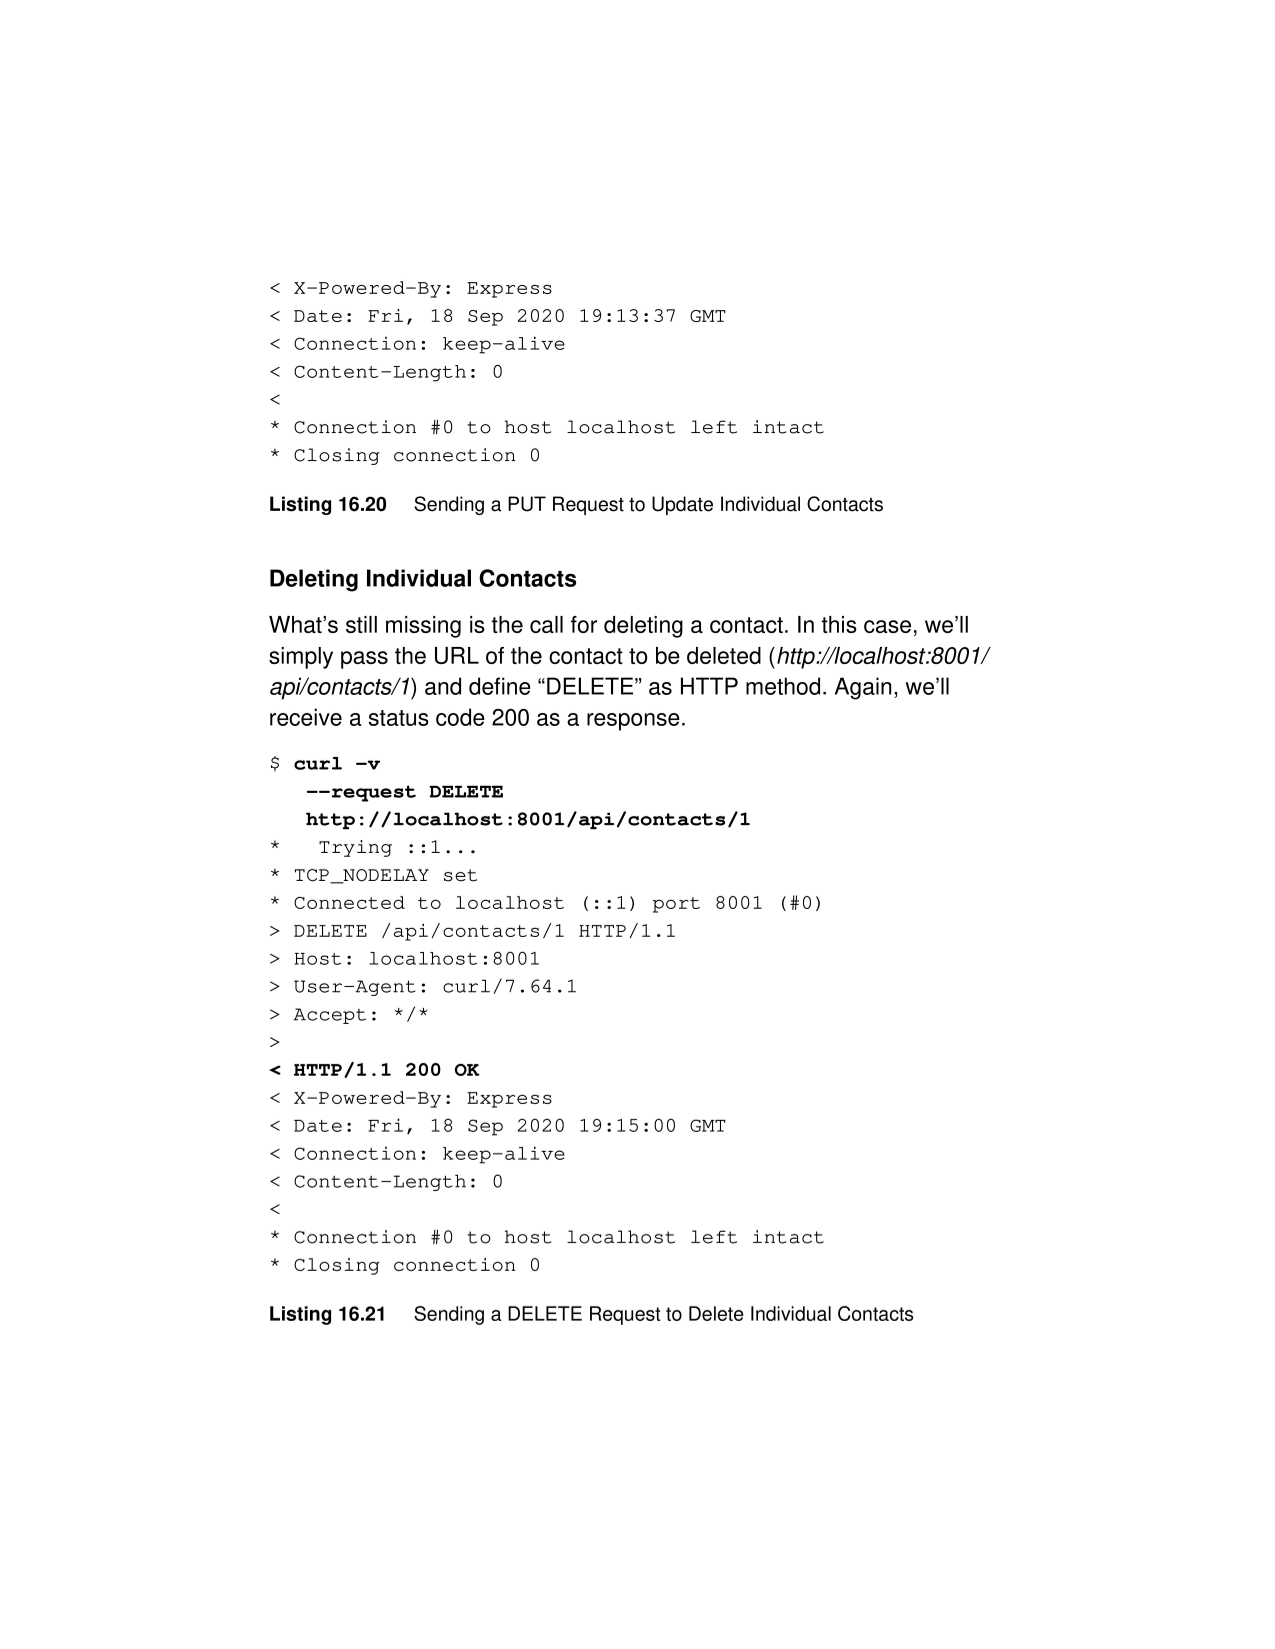 < X-Powered-By: Express
< Date: Fri, 18 Sep 2020 19:13:37 GMT
< Connection: keep-alive
< Content-Length: 0
<
* Connection #0 to host localhost left intact
* Closing connection 0
Listing 16.20 Sending a PUT Request to Update Individual Contacts
Deleting Individual Contacts
What’s still missing is the call for deleting a contact. In this case, we’ll
simply pass the URL of the contact to be deleted (http://localhost:8001/
api/contacts/1) and define “DELETE” as HTTP method. Again, we’ll
receive a status code 200 as a response.
$ curl -v
--request DELETE
http://localhost:8001/api/contacts/1
* Trying ::1...
* TCP_NODELAY set
* Connected to localhost (::1) port 8001 (#0)
> DELETE /api/contacts/1 HTTP/1.1
> Host: localhost:8001
> User-Agent: curl/7.64.1
> Accept: */*
>
< HTTP/1.1 200 OK
< X-Powered-By: Express
< Date: Fri, 18 Sep 2020 19:15:00 GMT
< Connection: keep-alive
< Content-Length: 0
<
* Connection #0 to host localhost left intact
* Closing connection 0
Listing 16.21 Sending a DELETE Request to Delete Individual Contacts